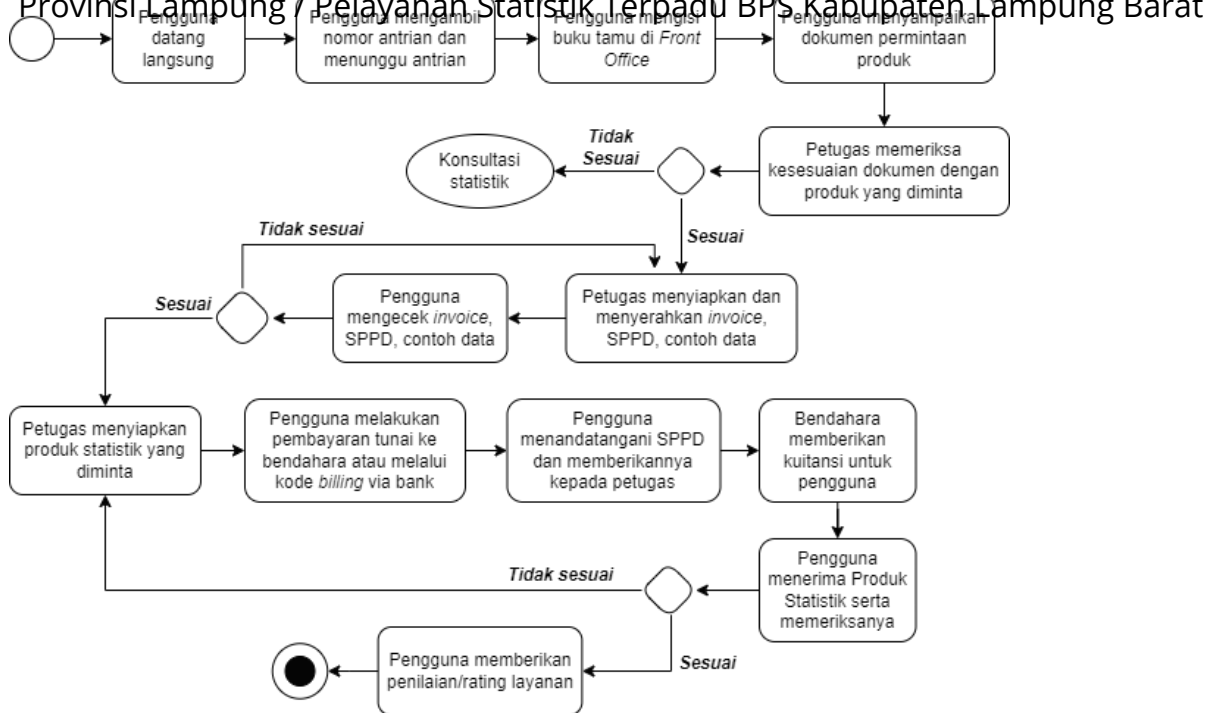 Provinsi Lampung / Pelayanan Statistik Terpadu BPS Kabupaten Lampung Barat
Pengguna
datang
langsung
Pengguna mengambil
nomor antrian dan
menunggu antrian
Pengguna mengisi
buku tamu di Front
Office
Pengguna menyampaikan
dokumen permintaan
produk
Petugas memeriksa
kesesuaian dokumen dengan
produk yang diminta
Tidak
Sesuai
Konsultasi
statistik
Sesuai
Petugas menyiapkan dan
menyerahkan invoice,
SPPD, contoh data
Pengguna
mengecek invoice,
SPPD, contoh data
Tidak sesuai
Sesuai
Petugas menyiapkan
produk statistik yang
diminta
Pengguna melakukan
pembayaran tunai ke
bendahara atau melalui
kode billing via bank
Pengguna
menandatangani SPPD
dan memberikannya
kepada petugas
Bendahara
memberikan
kuitansi untuk
pengguna
Pengguna
menerima Produk
Statistik serta
memeriksanya
Tidak sesuai
Sesuai
Pengguna memberikan
penilaian/rating layanan